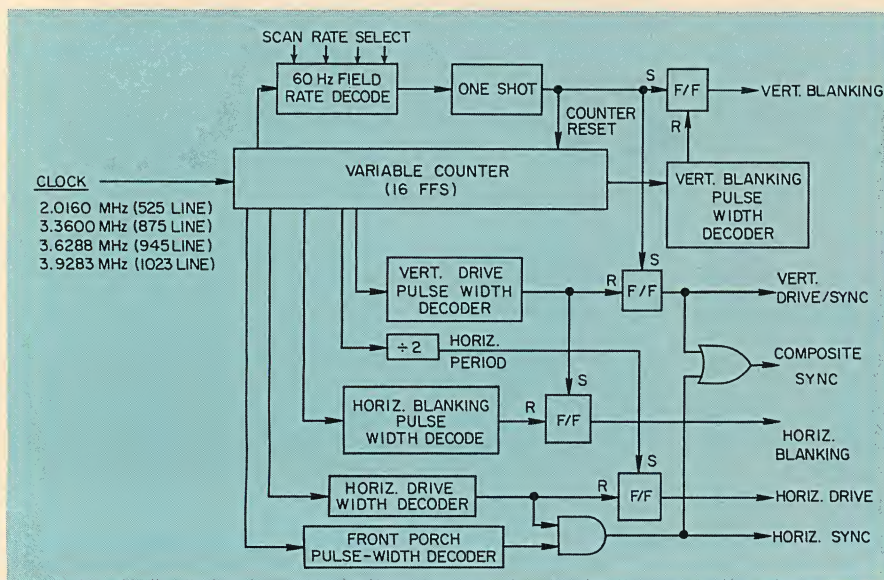 SCAN RATE SELECT
60 Hz FIELD
RATE DECODE
ONE SHOT
S
F/F
VERT. BLANKING
COUNTER
RESET
R
CLOCK
VARIABLE COUNTER
(16 FFS)
VERT. BLANKING
PULSE
WIDTH
DECODER
2.0160 MHz (525 LINE)
3.3600 MHz (875 LINE)
3.6288 MHz (945 LINE)
3.9283 MHz (1023 LINE)
S
VERT. DRIVE
PULSE WIDTH
DECODER
R
F/F
VERT.
DRIVE/SYNC
÷2
HORIZ.
PERIOD
COMPOSITE
SYNC
S
HORIZ. BLANKING
PULSE
WIDTH DECODE
R
F/F
HORIZ.
BLANKING
S
HORIZ. DRIVE
WIDTH DECODER
R
F/F
HORIZ. DRIVE
FRONT PORCH
PULSE-WIDTH DECODER
HORIZ. SYNC